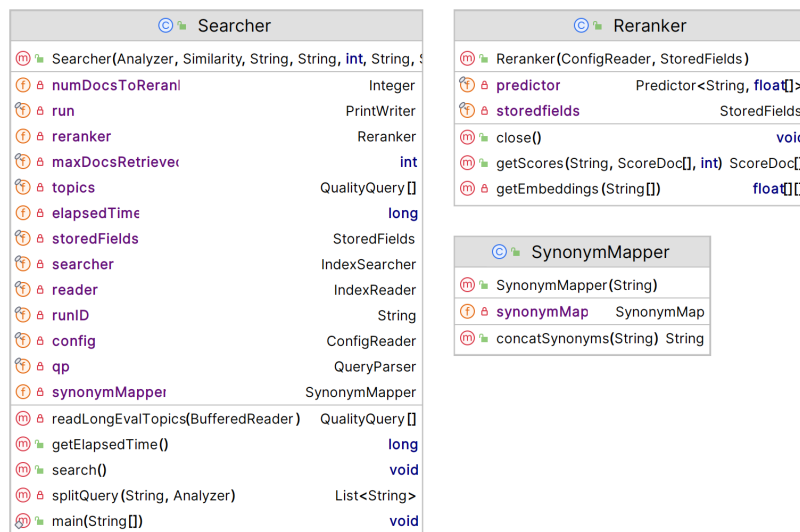 Searcher
Searcher(Analyzer, Similarity, String, String, int, String,
numDocsToReran Integer
run PrintWriter
reranker Reranker
maxDocsRetrieve int
topics QualityQuery[]
elapsedTime long
storedFields StoredFields
searcher IndexSearcher
reader IndexReader
runID String
config ConfigReader
qp QueryParser
synonymMapper SynonymMapper
readLongEvalTopics(BufferedReader) QualityQuery[]
getElapsedTime() long
search() void
splitQuery(String, Analyzer) List<String>
main(String[]) void
Reranker
Reranker(ConfigReader, StoredFields)
predictor Predictor<String, float[]>
storedfields StoredFields
close() void
getScores(String, ScoreDoc[], int) ScoreDoc[]
getEmbeddings(String[]) float[][]
SynonymMapper
SynonymMapper(String)
synonymMap SynonymMap
concatSynonyms(String) String